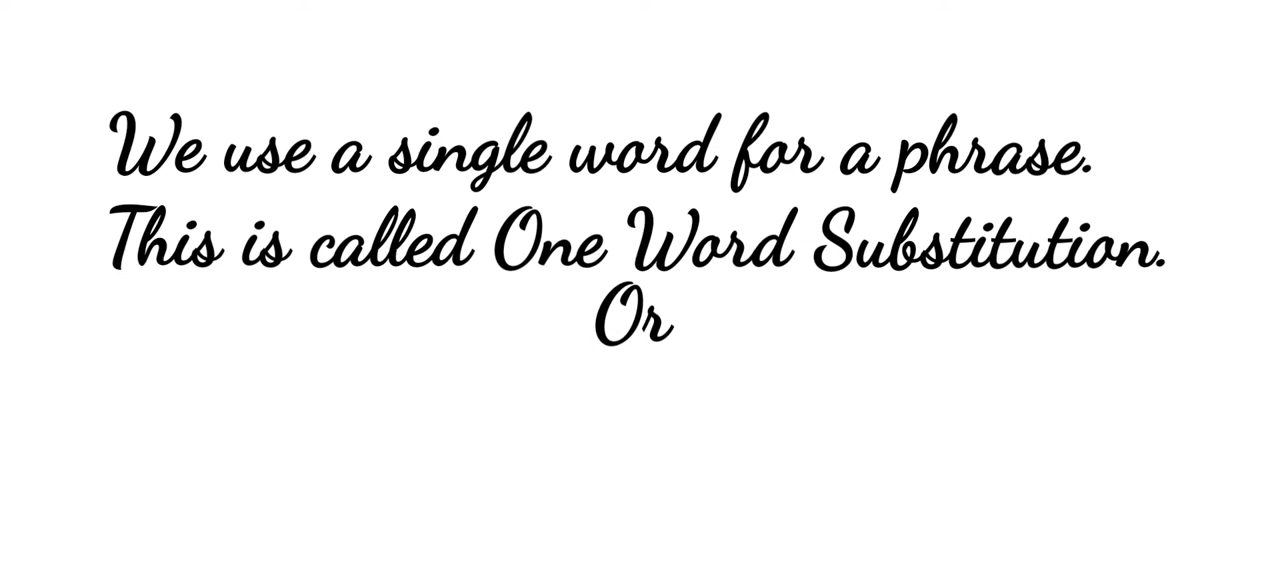 We use a single word for a phrase.
This is called One Word Substitution.
Or